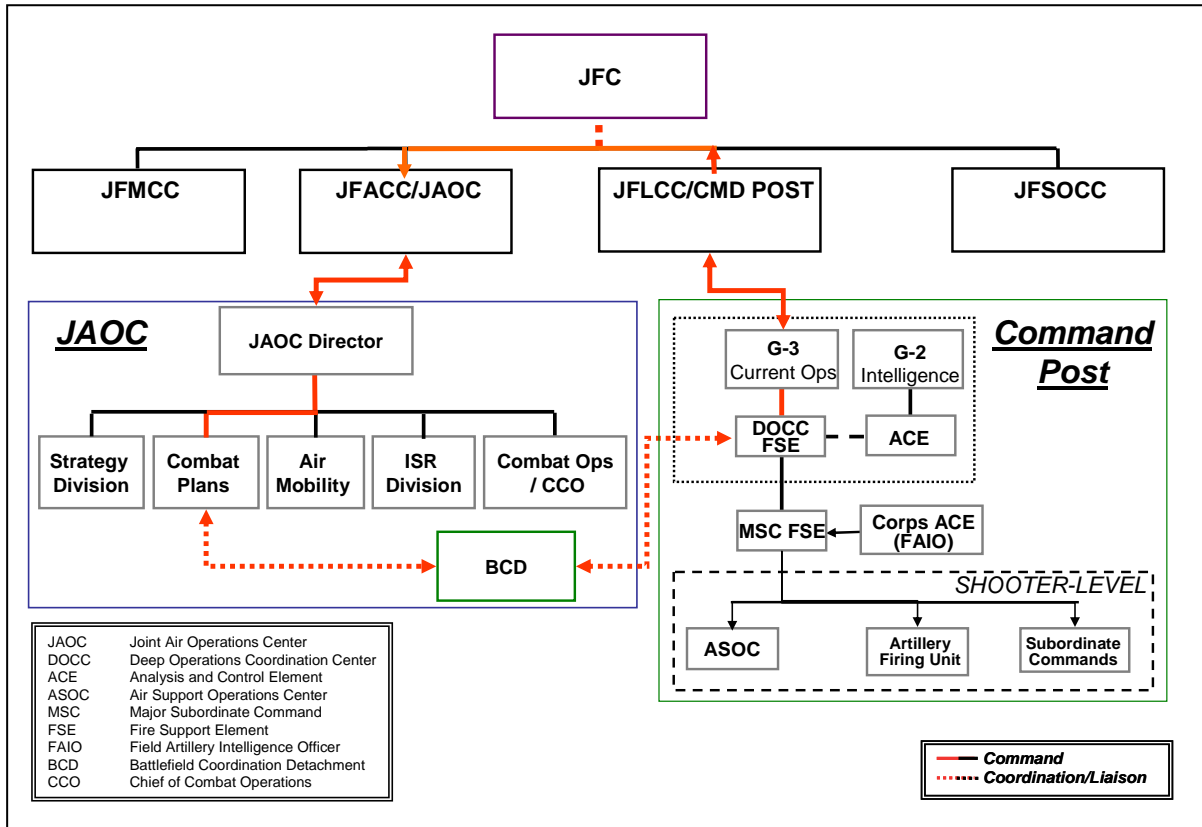 JFC
JFMCC
JFACC/JAOC
JFLCC/CMD POST
JFSOCC
JAOC
JAOC Director
Strategy
Division
Combat
Plans
Air
Mobility
ISR
Division
Combat Ops
/ CCO
BCD
Command
Post
G-3
Current Ops
G-2
Intelligence
DOCC
FSE
ACE
MSC FSE
Corps ACE
(FAIO)
SHOOTER-LEVEL
ASOC
Artillery
Firing Unit
Subordinate
Commands
JAOC Joint Air Operations Center
DOCC Deep Operations Coordination Center
ACE Analysis and Control Element
ASOC Air Support Operations Center
MSC Major Subordinate Command
FSE Fire Support Element
FAIO Field Artillery Intelligence Officer
BCD Battlefield Coordination Detachment
CCO Chief of Combat Operations
Command
Coordination/Liaison